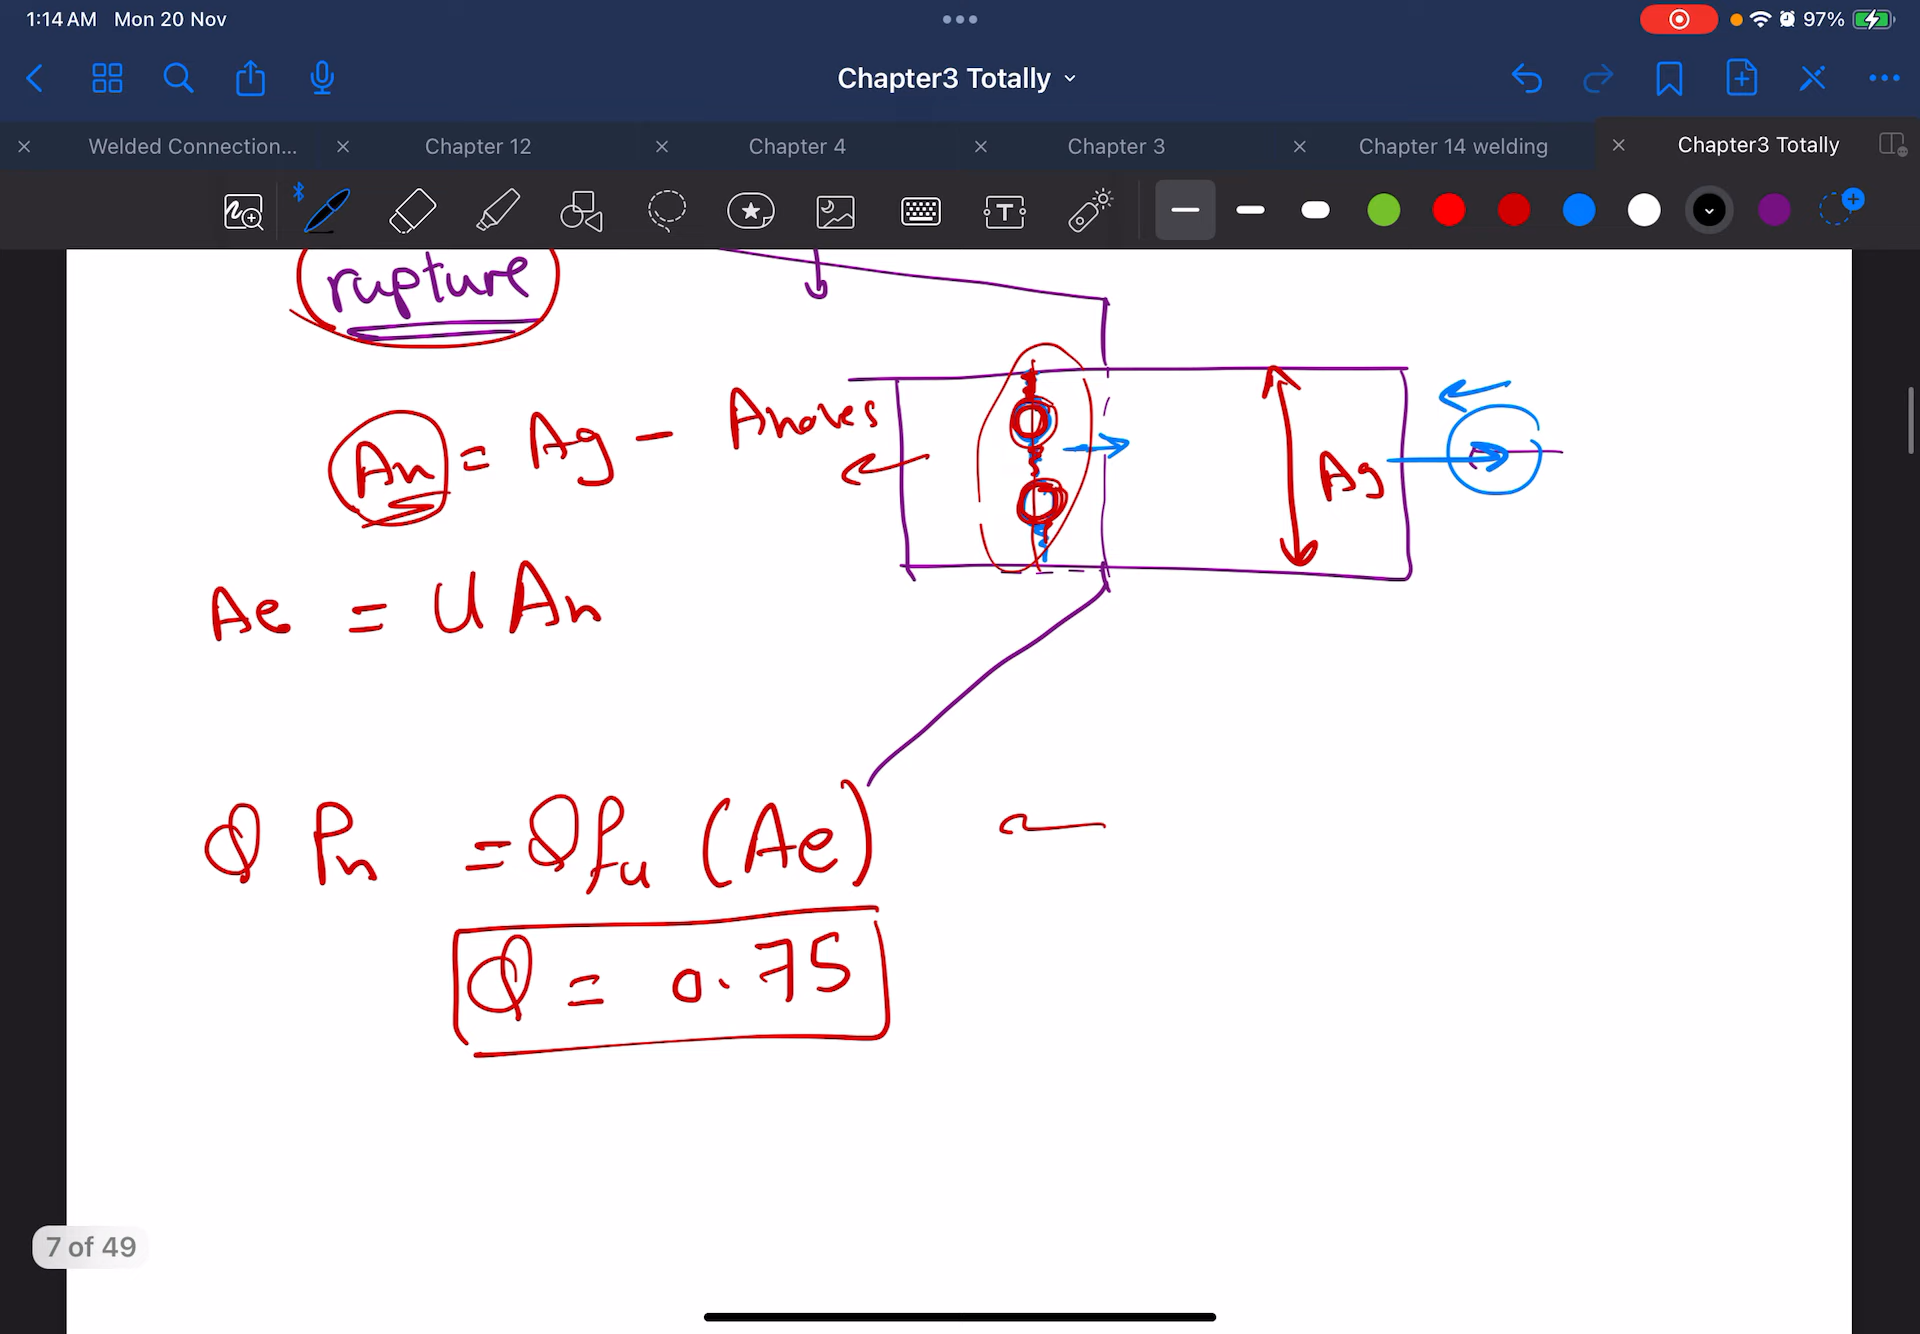 1:14 AM Mon 20 Nov
97%
Chapter3 Totally
Welded Connection...
Chapter 12
Chapter 4
Chapter 3
Chapter 14 welding
Chapter3 Totally
rupture
An = Ag - Aholes
Ag
Ae = U An
Ø Pn = Ø fu (Ae)
Ø = 0.75
7 of 49